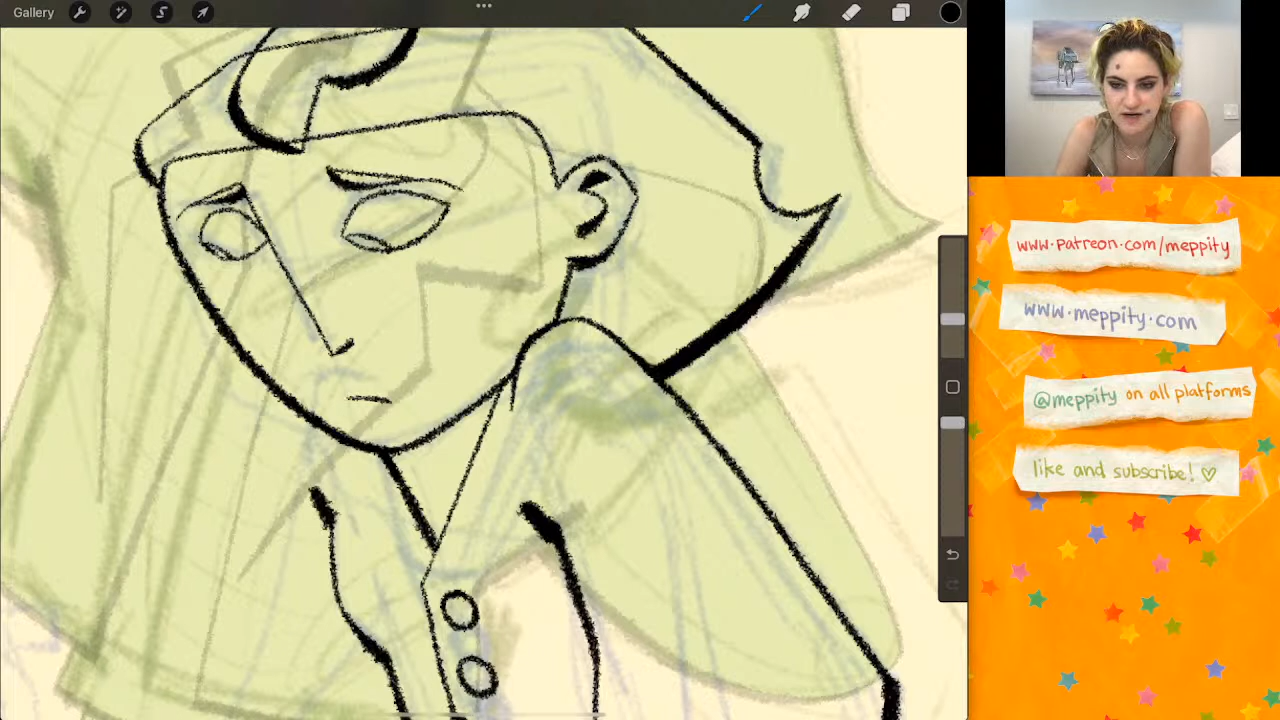 Gallery
www.patreon.com/meppity
www.meppity.com
@meppity on all platforms
like and subscribe! ♡